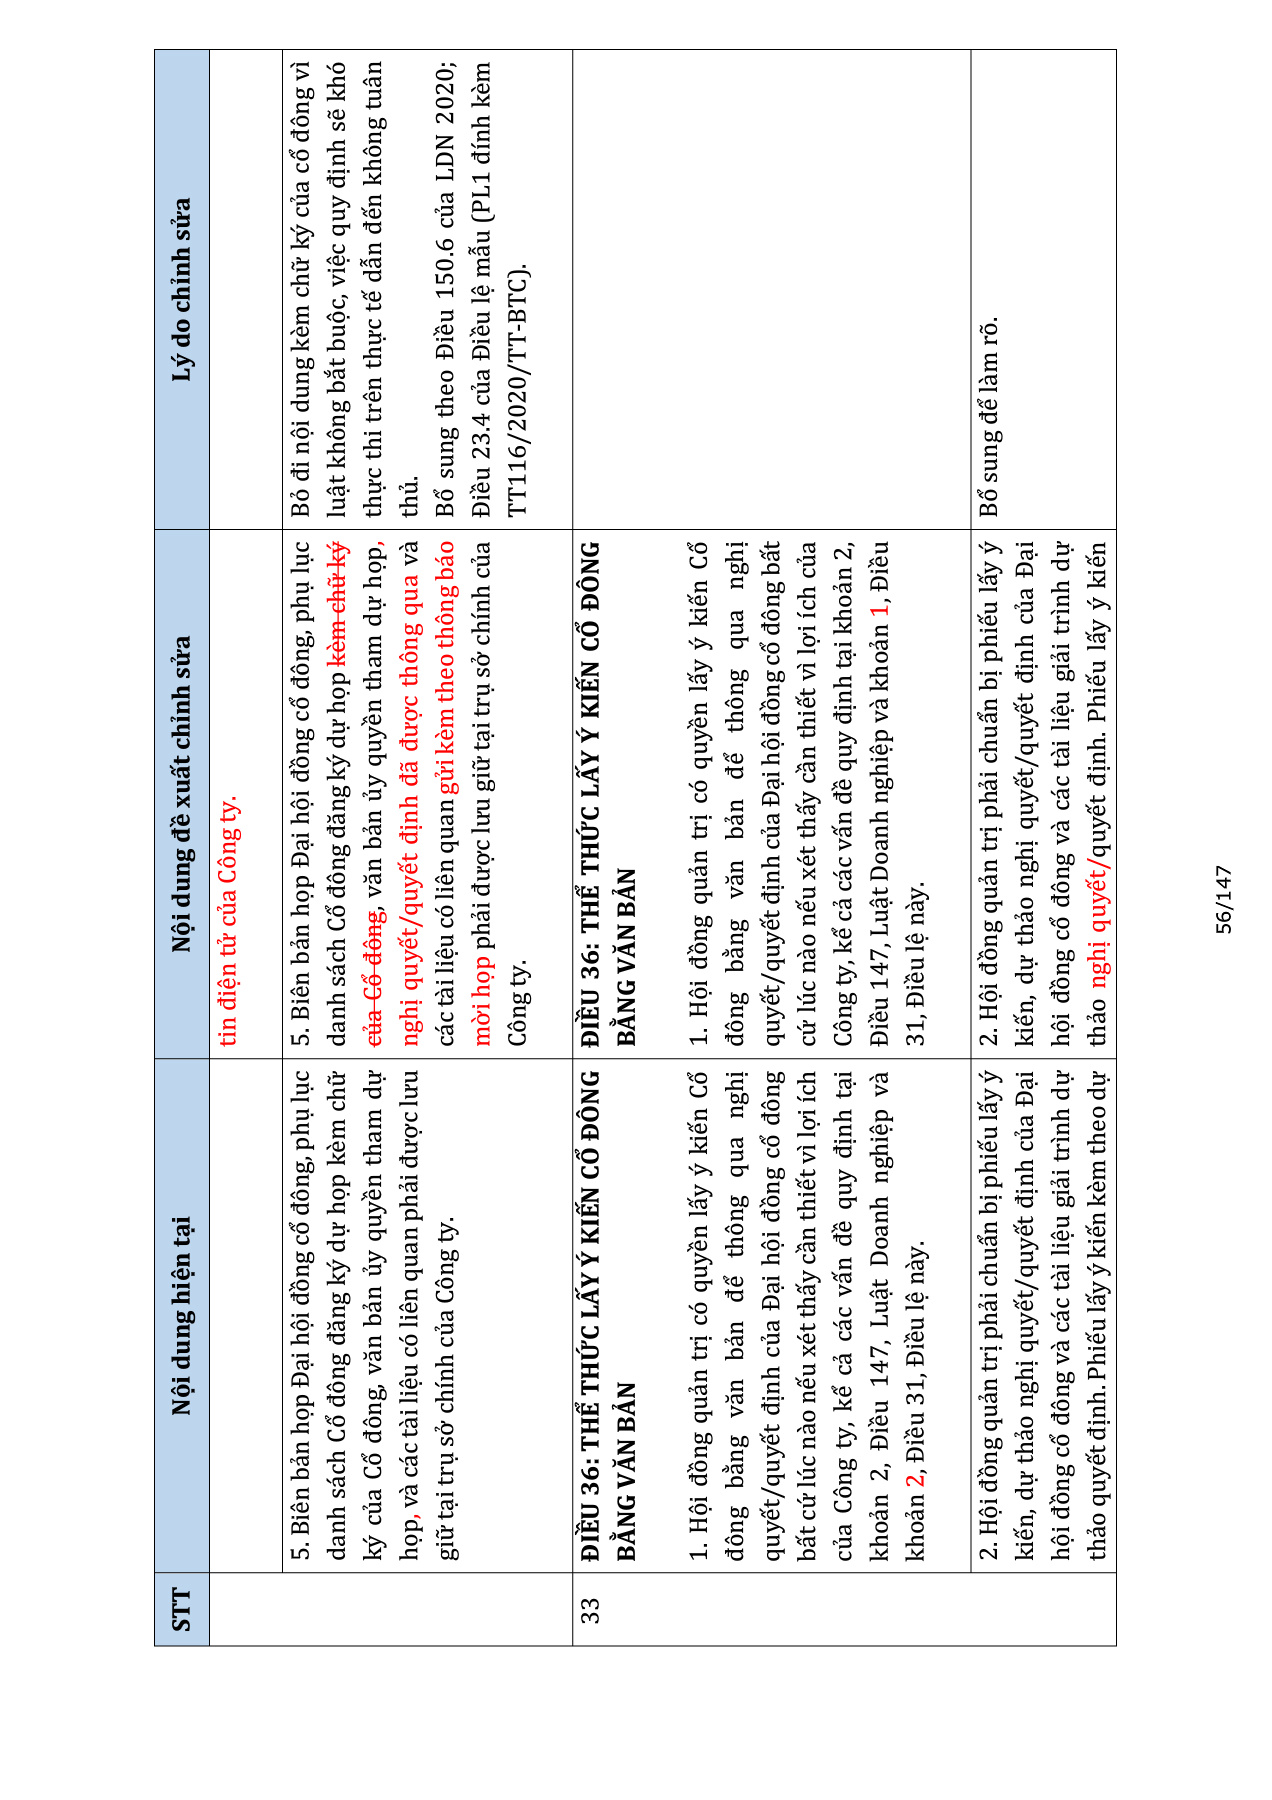 STT
Nội dung hiện tại
Nội dung đề xuất chỉnh sửa
Lý do chỉnh sửa
tin điện tử của Công ty.
5. Biên bản họp Đại hội đồng cổ đông, phụ lục
danh sách Cổ đông đăng ký dự họp kèm chữ
ký của Cổ đông, văn bản ủy quyền tham dự
họp, và các tài liệu có liên quan phải được lưu
giữ tại trụ sở chính của Công ty.
5. Biên bản họp Đại hội đồng cổ đông, phụ lục
danh sách Cổ đông đăng ký dự họp kèm chữ ký
của Cổ đông, văn bản ủy quyền tham dự họp,
nghị quyết/quyết định đã được thông qua và
các tài liệu có liên quan gửi kèm theo thông báo
mời họp phải được lưu giữ tại trụ sở chính của
Công ty.
Bỏ đi nội dung kèm chữ ký của cổ đông vì
luật không bắt buộc, việc quy định sẽ khó
thực thi trên thực tế dẫn đến không tuân
thủ.
Bổ sung theo Điều 150.6 của LDN 2020;
Điều 23.4 của Điều lệ mẫu (PL1 đính kèm
TT116/2020/TT-BTC).
33
ĐIỀU 36: THỂ THỨC LẤY Ý KIẾN CỔ ĐÔNG
BẰNG VĂN BẢN
1. Hội đồng quản trị có quyền lấy ý kiến Cổ
đông bằng văn bản để thông qua nghị
quyết/quyết định của Đại hội đồng cổ đông
bất cứ lúc nào nếu xét thấy cần thiết vì lợi ích
của Công ty, kể cả các vấn đề quy định tại
khoản 2, Điều 147, Luật Doanh nghiệp và
khoản 2, Điều 31, Điều lệ này.
ĐIỀU 36: THỂ THỨC LẤY Ý KIẾN CỔ ĐÔNG
BẰNG VĂN BẢN
1. Hội đồng quản trị có quyền lấy ý kiến Cổ
đông bằng văn bản để thông qua nghị
quyết/quyết định của Đại hội đồng cổ đông bất
cứ lúc nào nếu xét thấy cần thiết vì lợi ích của
Công ty, kể cả các vấn đề quy định tại khoản 2,
Điều 147, Luật Doanh nghiệp và khoản 1, Điều
31, Điều lệ này.
2. Hội đồng quản trị phải chuẩn bị phiếu lấy ý
kiến, dự thảo nghị quyết/quyết định của Đại
hội đồng cổ đông và các tài liệu giải trình dự
thảo quyết định. Phiếu lấy ý kiến kèm theo dự
2. Hội đồng quản trị phải chuẩn bị phiếu lấy ý
kiến, dự thảo nghị quyết/quyết định của Đại
hội đồng cổ đông và các tài liệu giải trình dự
thảo nghị quyết/quyết định. Phiếu lấy ý kiến
Bổ sung để làm rõ.
56/147